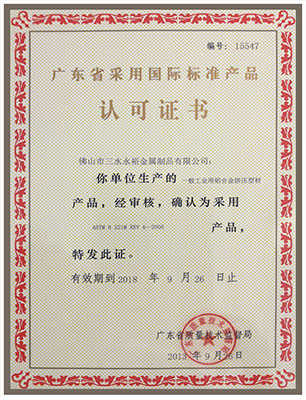 编号: 15547
广东省采用国际标准产品
认可证书
佛山市三水永裕金属制品有限公司:
你单位生产的 一般工业用铝合金挤压型材
产品，经审核，确认为采用
ASTM B 221M REV A—2005 产品，
特发此证。
有效期到 2018 年 9 月 26 日止
广东省质量技术监督局
2013 年 9 月 26 日